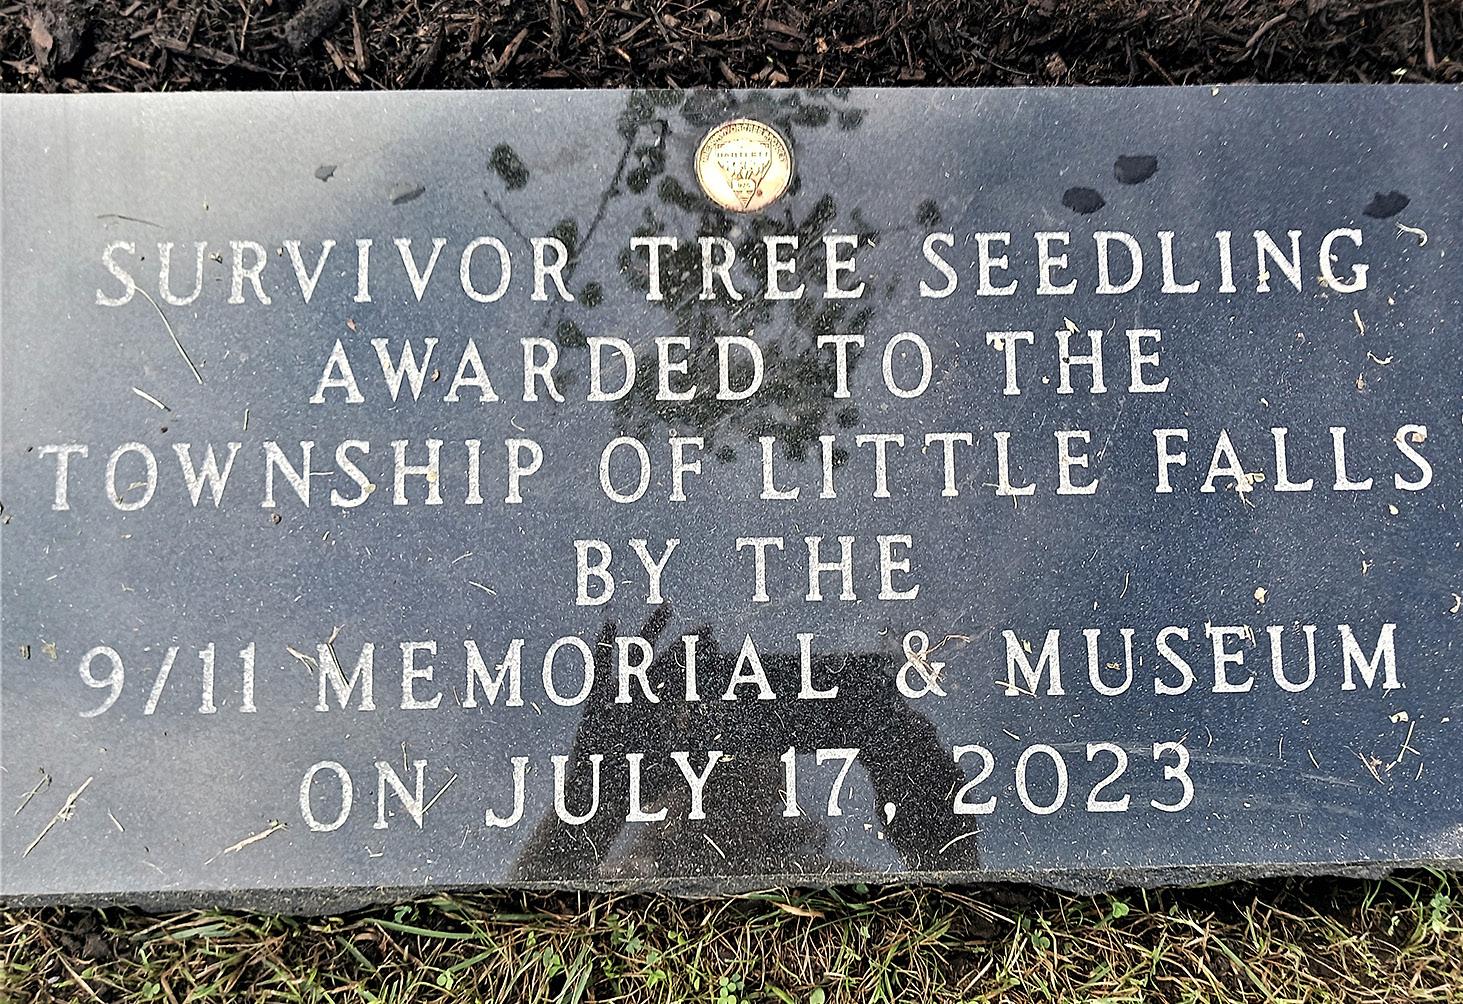 SURVIVOR TREE SEEDLING
AWARDED TO THE
TOWNSHIP OF LITTLE FALLS
BY THE
9/11 MEMORIAL & MUSEUM
ON JULY 17, 2023